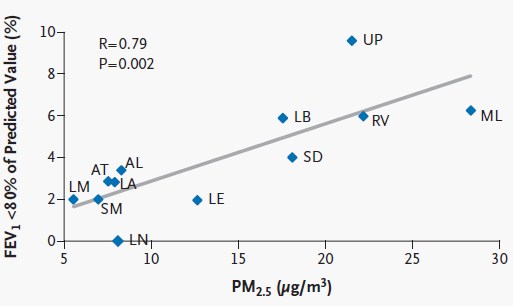 FEV₁ <80% of Predicted Value (%)
10
8
6
4
2
0
R=0.79
P=0.002
UP
LB
RV
ML
SD
AL
AT
LA
LM
SM
LE
LN
5
10
15
20
25
30
PM₂.₅ (µg/m³)